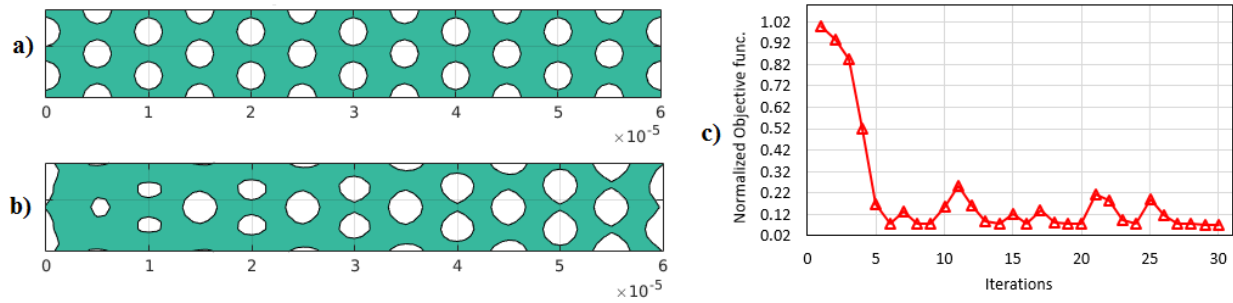 a)
0 1 2 3 4 5 6
×10-5
b)
0 1 2 3 4 5 6
×10-5
c)
Normalized Objective func.
1.02
0.92
0.82
0.72
0.62
0.52
0.42
0.32
0.22
0.12
0.02
0 5 10 15 20 25 30
Iterations